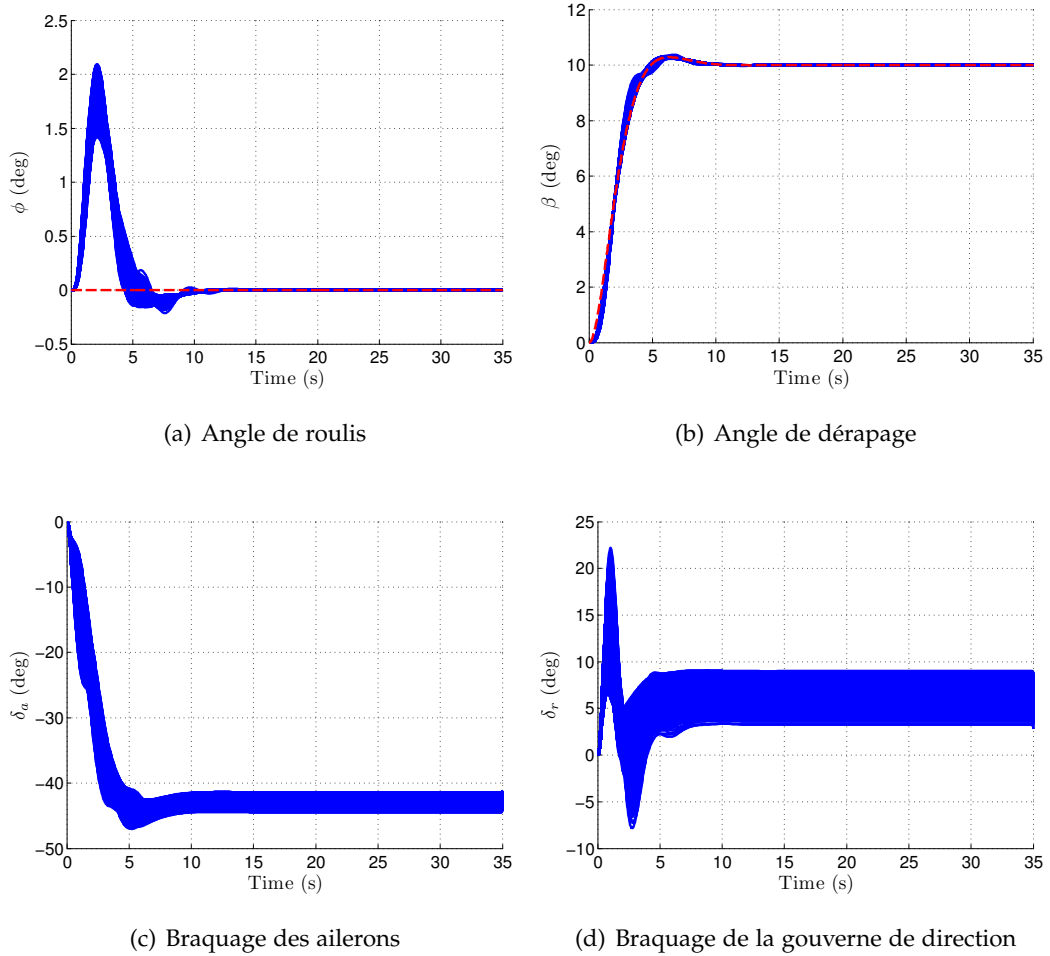 2.5
2
1.5
1
0.5
0
−0.5
ϕ (deg)
0 5 10 15 20 25 30 35
Time (s)
(a) Angle de roulis
12
10
8
6
4
2
0
β (deg)
0 5 10 15 20 25 30 35
Time (s)
(b) Angle de dérapage
0
−10
−20
−30
−40
−50
δa (deg)
0 5 10 15 20 25 30 35
Time (s)
(c) Braquage des ailerons
25
20
15
10
5
0
−5
−10
δr (deg)
0 5 10 15 20 25 30 35
Time (s)
(d) Braquage de la gouverne de direction